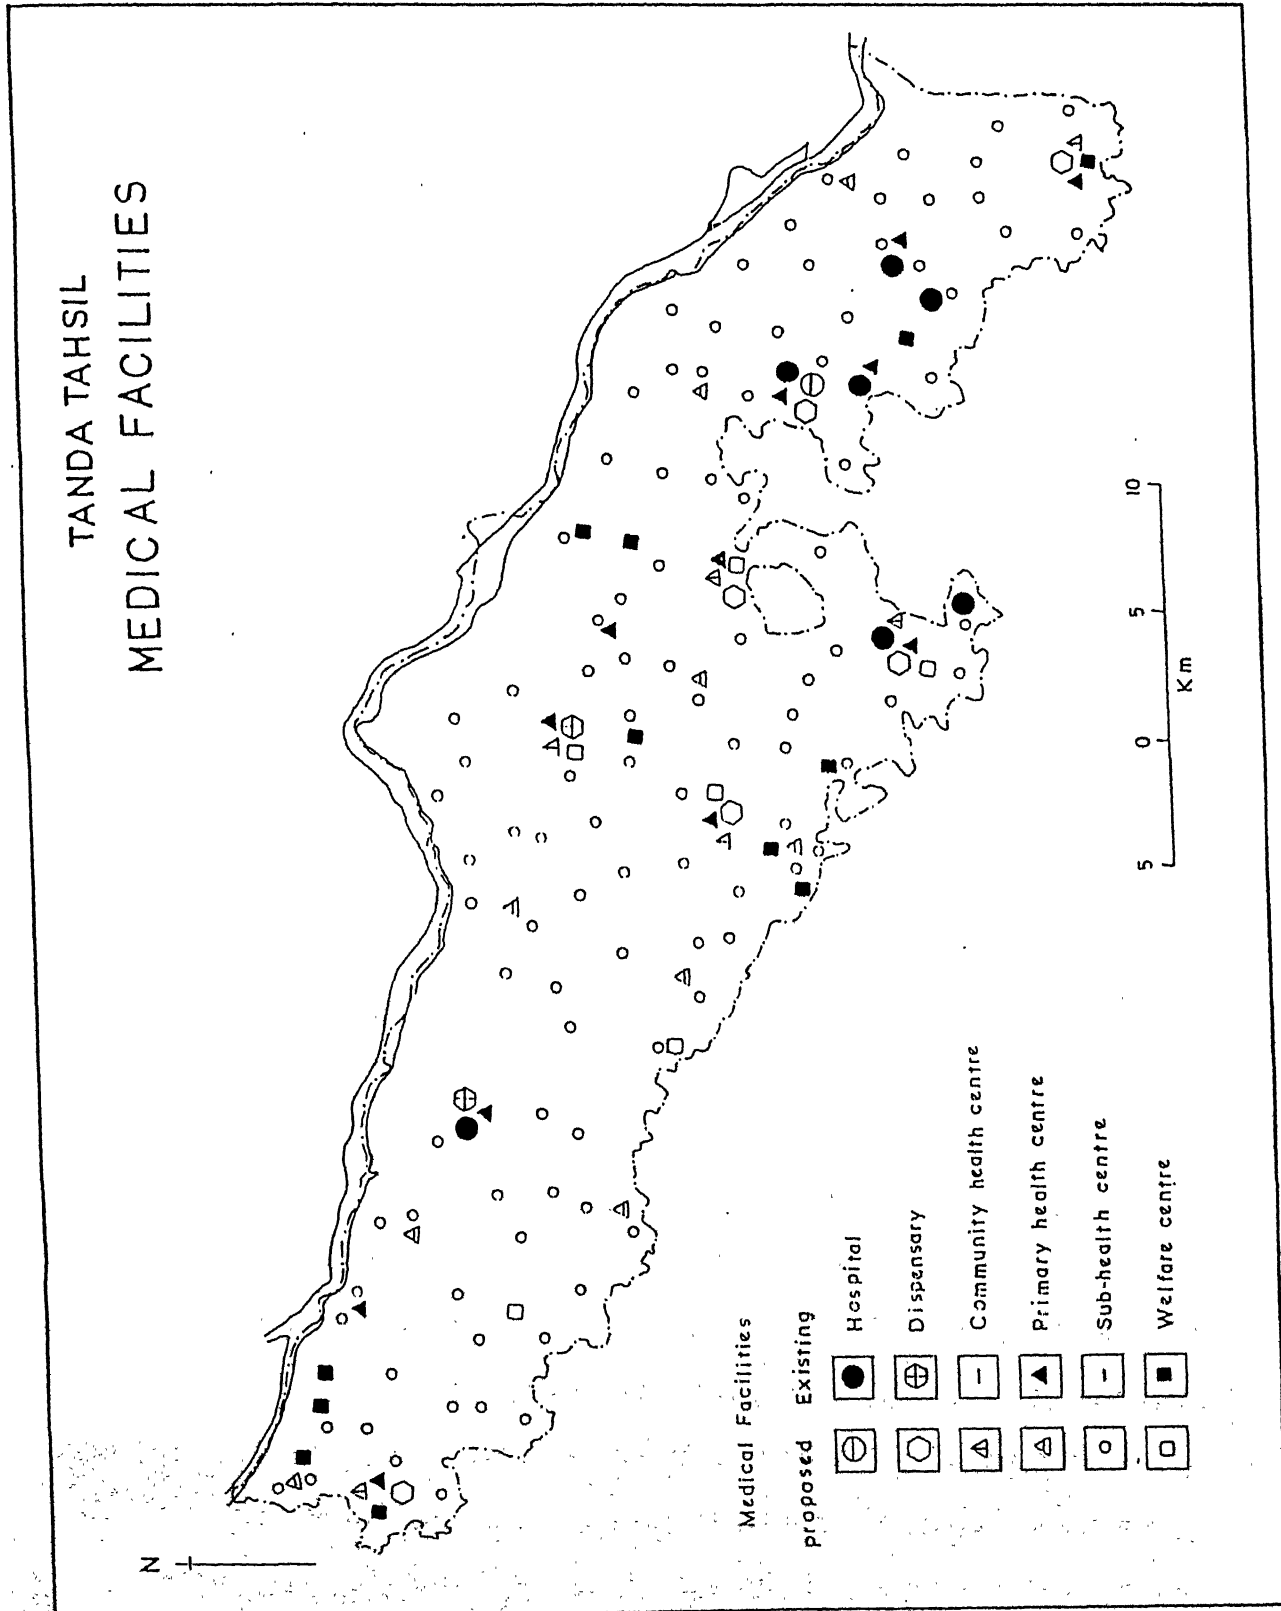 TANDA TAHSIL
MEDICAL FACILITIES
N
Medical Facilities
proposed Existing
Hospital
Dispensary
— Community health centre
Primary health centre
— Sub-health centre
Welfare centre
5 0 5 10
Km